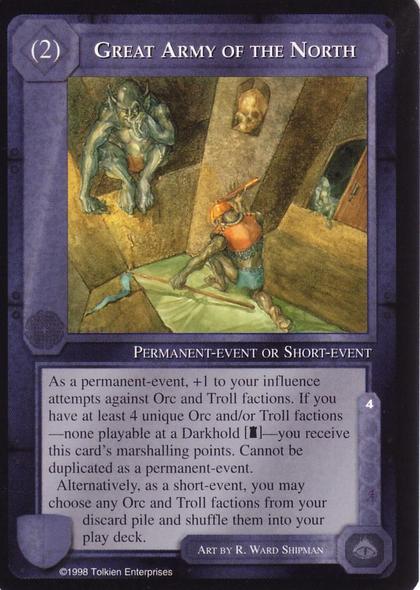 (2)
GREAT ARMY OF THE NORTH
PERMANENT-EVENT OR SHORT-EVENT
As a permanent-event, +1 to your influence
attempts against Orc and Troll factions. If you
have at least 4 unique Orc and/or Troll factions
—none playable at a Darkhold []—you receive
this card's marshalling points. Cannot be
duplicated as a permanent-event.
4
Alternatively, as a short-event, you may
choose any Orc and Troll factions from your
discard pile and shuffle them into your
play deck.
ART BY R. WARD SHIPMAN
©1998 Tolkien Enterprises